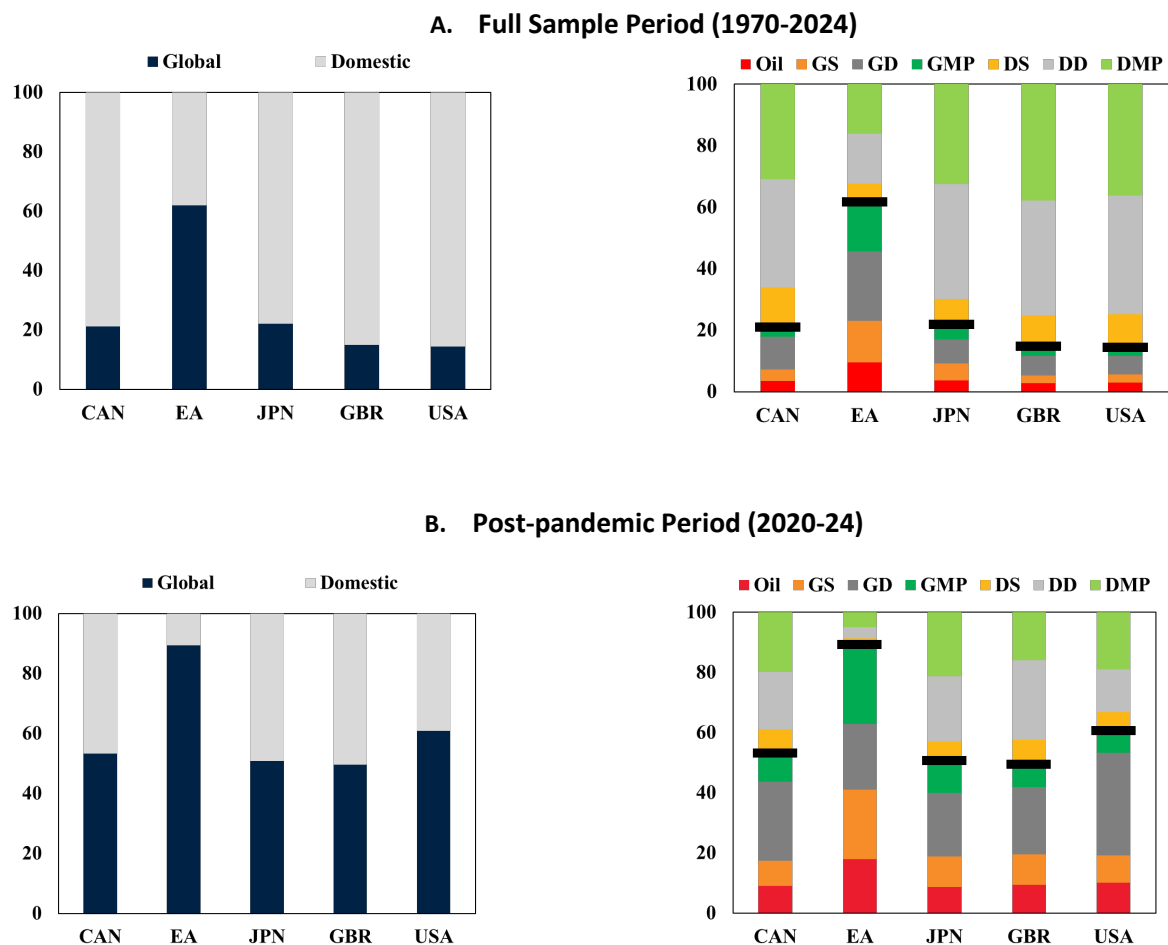 A. Full Sample Period (1970-2024)
Global Domestic
100
80
60
40
20
0
CAN EA JPN GBR USA
Oil GS GD GMP DS DD DMP
100
80
60
40
20
0
CAN EA JPN GBR USA
B. Post-pandemic Period (2020-24)
Global Domestic
100
80
60
40
20
0
CAN EA JPN GBR USA
Oil GS GD GMP DS DD DMP
100
80
60
40
20
0
CAN EA JPN GBR USA